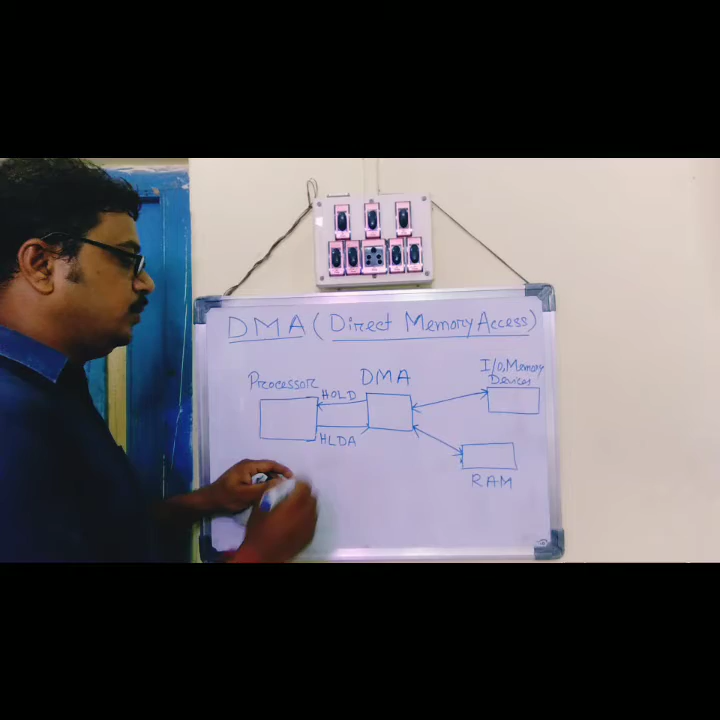 DMA (Direct Memory Access)
I/O, Memory
Devices
Processor
DMA
HOLD
HLDA
RAM